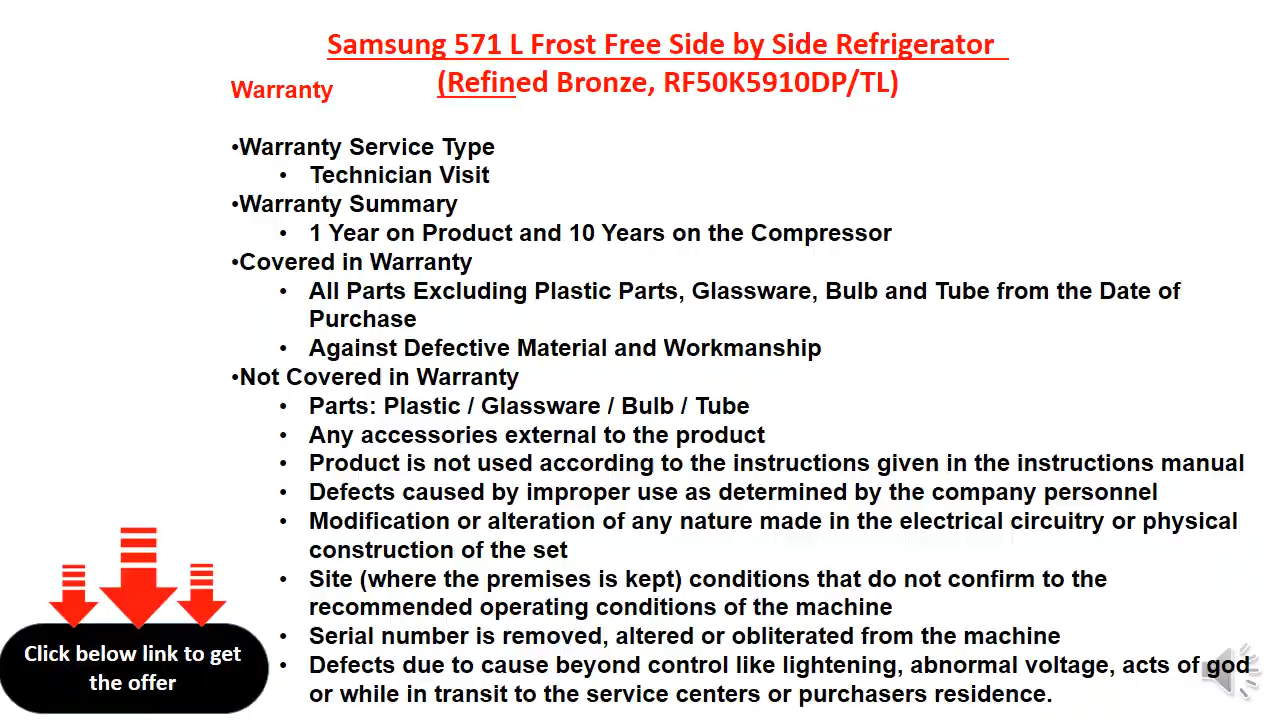 Samsung 571 L Frost Free Side by Side Refrigerator
(Refined Bronze, RF50K5910DP/TL)
Warranty
•Warranty Service Type
• Technician Visit
•Warranty Summary
• 1 Year on Product and 10 Years on the Compressor
•Covered in Warranty
• All Parts Excluding Plastic Parts, Glassware, Bulb and Tube from the Date of
Purchase
• Against Defective Material and Workmanship
•Not Covered in Warranty
• Parts: Plastic / Glassware / Bulb / Tube
• Any accessories external to the product
• Product is not used according to the instructions given in the instructions manual
• Defects caused by improper use as determined by the company personnel
• Modification or alteration of any nature made in the electrical circuitry or physical
construction of the set
• Site (where the premises is kept) conditions that do not confirm to the
recommended operating conditions of the machine
• Serial number is removed, altered or obliterated from the machine
• Defects due to cause beyond control like lightening, abnormal voltage, acts of god
or while in transit to the service centers or purchasers residence.
Click below link to get
the offer